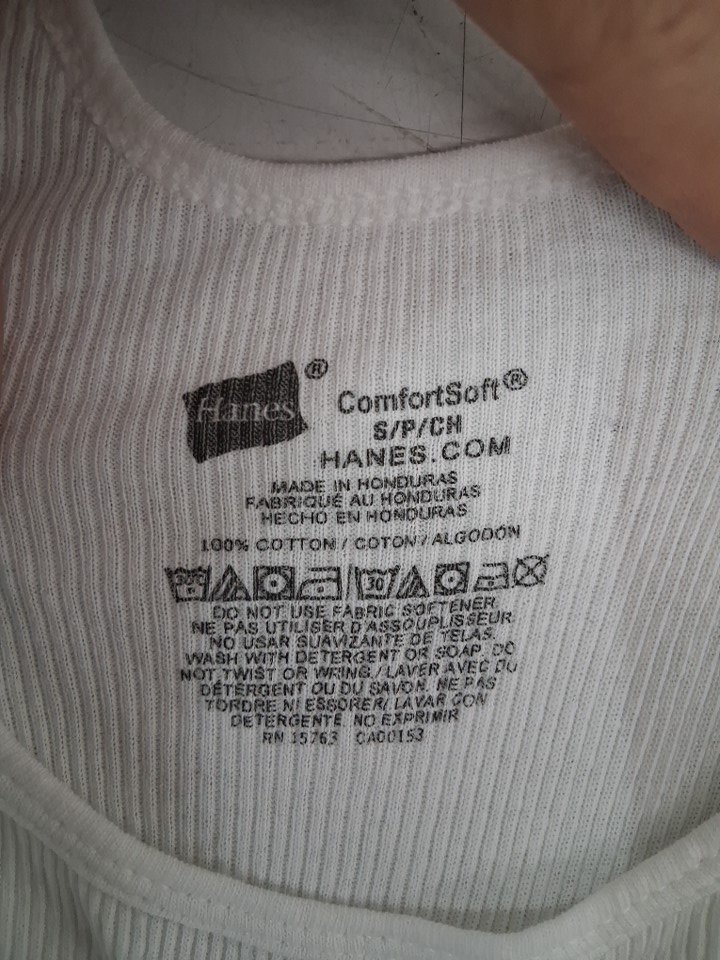 Hanes®
ComfortSoft®
S/P/CH
HANES.COM
MADE IN HONDURAS
FABRIQUÉ AU HONDURAS
HECHO EN HONDURAS
100% COTTON / COTON / ALGODÓN
30°C 30
DO NOT USE FABRIC SOFTENER.
NE PAS UTILISER D'ASSOUPLISSEUR.
NO USAR SUAVIZANTE DE TELAS.
WASH WITH DETERGENT OR SOAP. DO
NOT TWIST OR WRING./ LAVER AVEC DU
DÉTERGENT OU DU SAVON. NE PAS
TORDRE NI ESSORER/ LAVAR CON
DETERGENTE. NO EXPRIMIR
RN 15763 CA00153